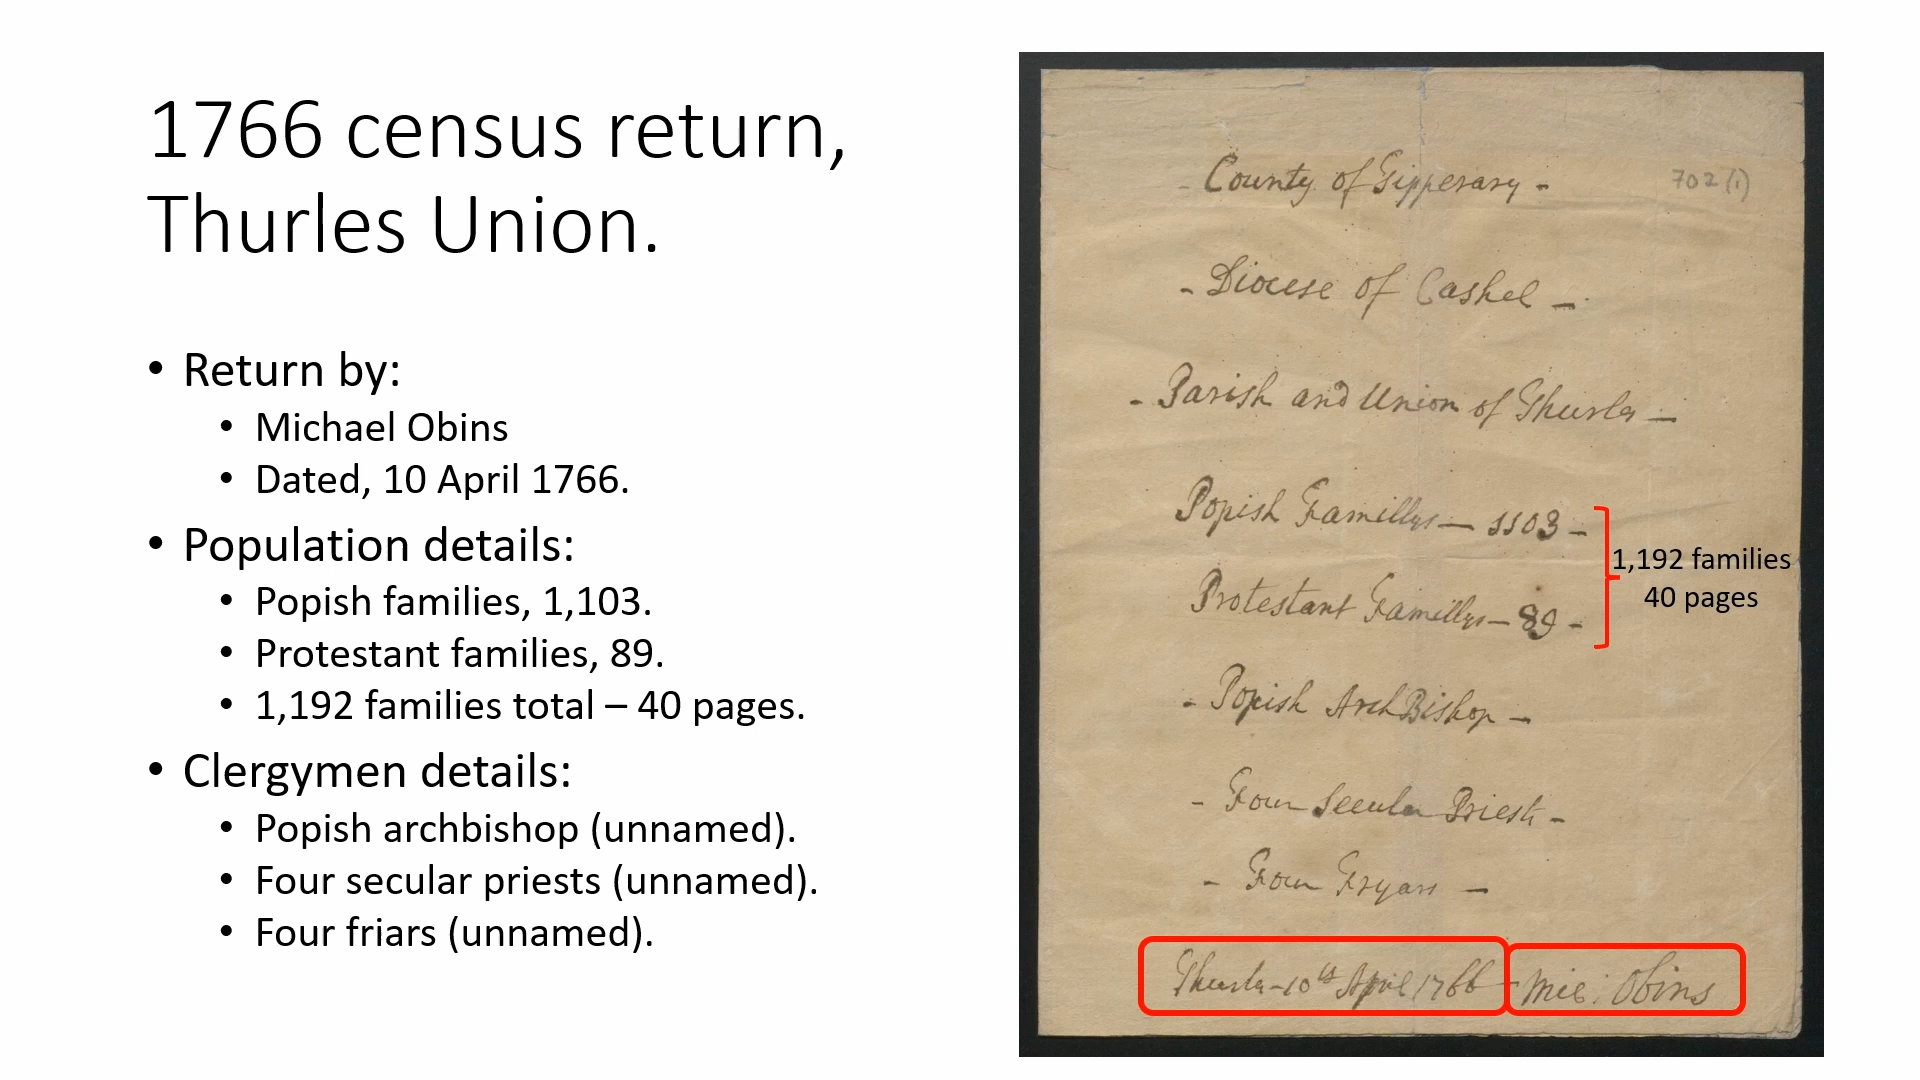 1766 census return,
Thurles Union.
• Return by:
• Michael Obins
• Dated, 10 April 1766.
• Population details:
• Popish families, 1,103.
• Protestant families, 89.
• 1,192 families total – 40 pages.
• Clergymen details:
• Popish archbishop (unnamed).
• Four secular priests (unnamed).
• Four friars (unnamed).
702 (1)
- County of Tipperary -
- Diocese of Cashel -
- Parish and Union of Thurles -
Popish Famillys - 1103 -
Protestant Famillys - 89 -
1,192 families
40 pages
- Popish ArchBishop -
- Four Secular Priests -
- Four Fryars -
Thurles - 10th April 1766 - Mic: Obins